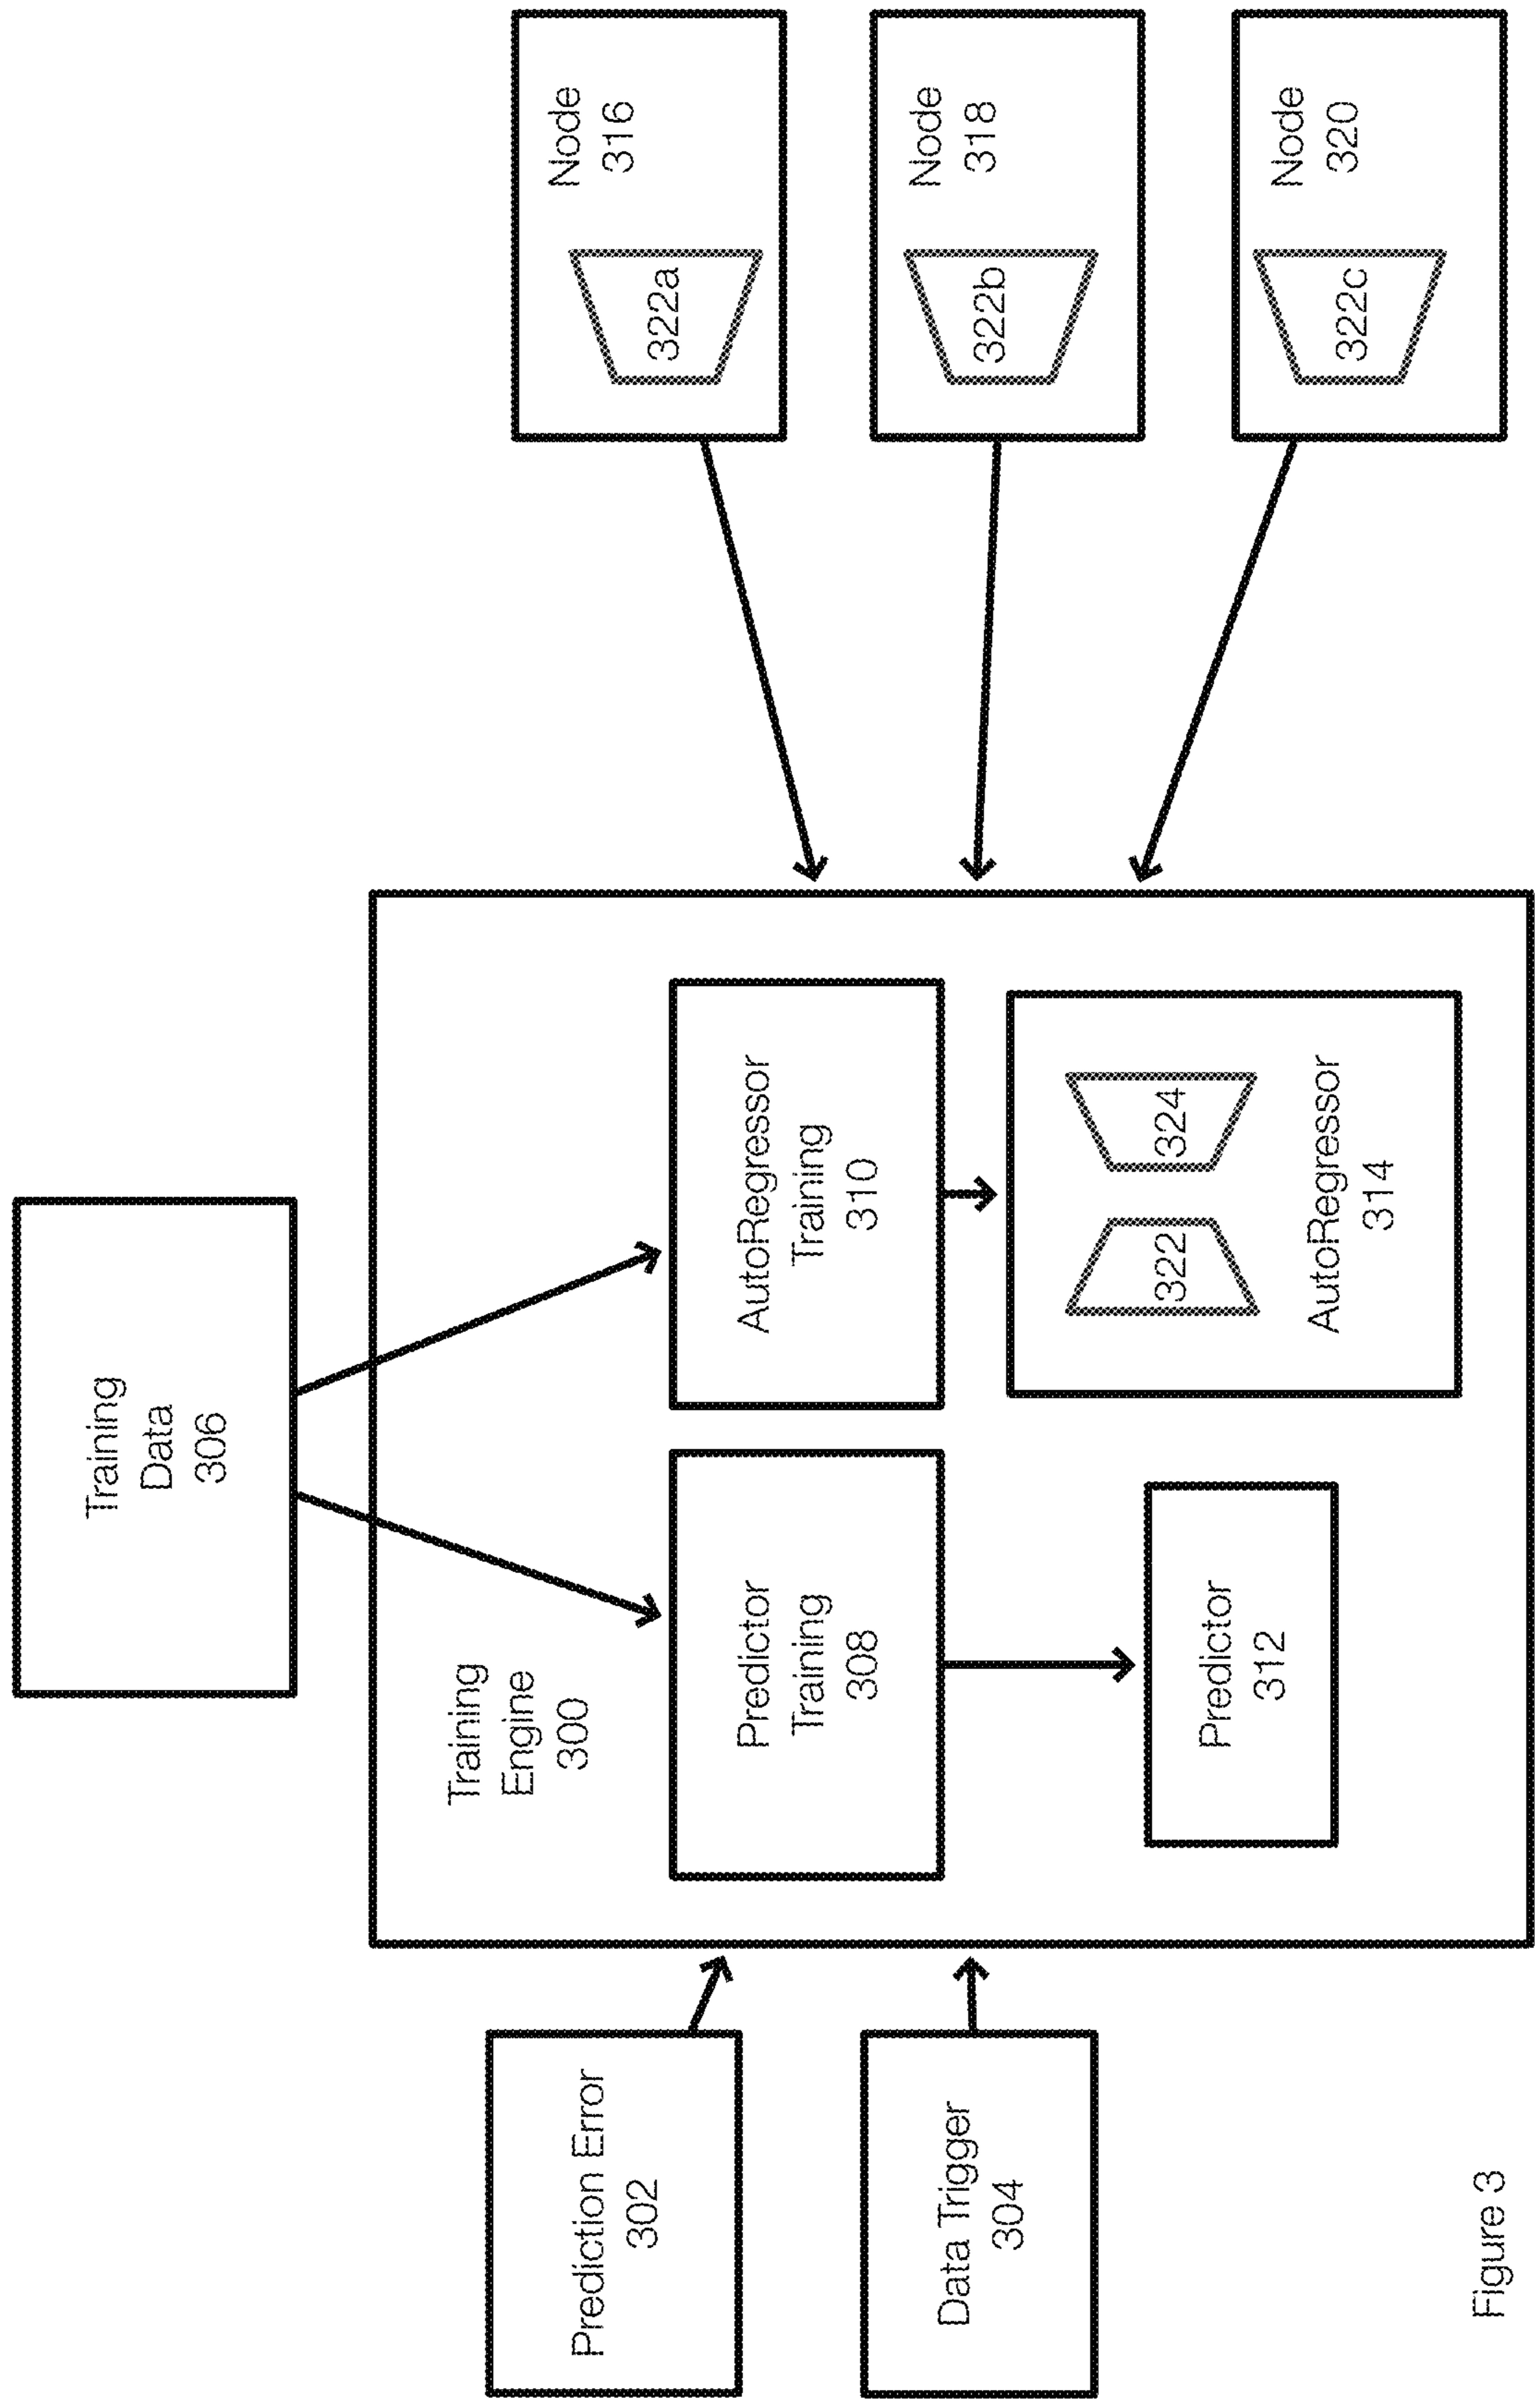 Training
Data
306
Prediction Error
302
Data Trigger
304
Training
Engine
300
Predictor
Training
308
AutoRegressor
Training
310
Predictor
312
322
324
AutoRegressor
314
322a
Node
316
322b
Node
318
322c
Node
320
Figure 3